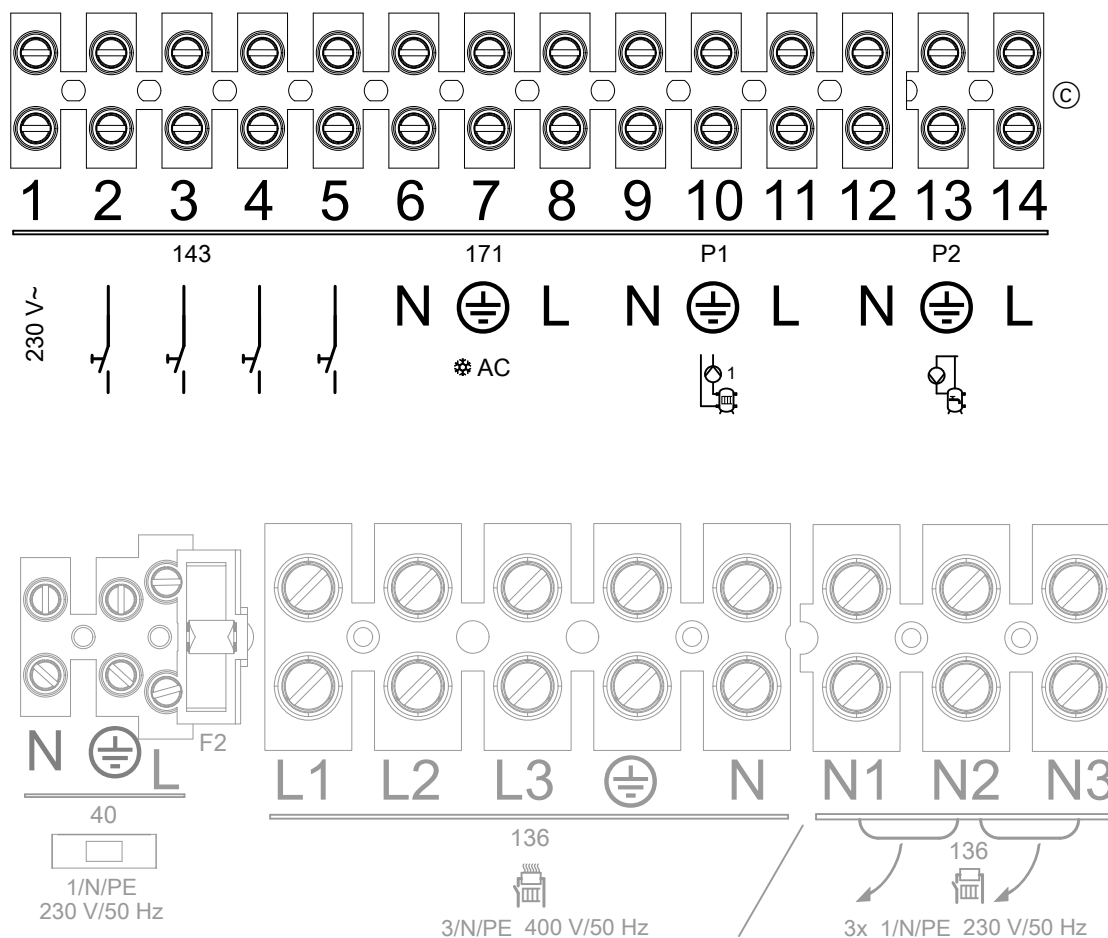 ©
1 2 3 4 5 6 7 8 9 10 11 12 13 14
143 171 P1 P2
230 V~
N L N L N L
AC
1
F2
N L
L1 L2 L3 N
N1 N2 N3
40
136
136
1/N/PE
230 V/50 Hz
3/N/PE 400 V/50 Hz
3x 1/N/PE 230 V/50 Hz